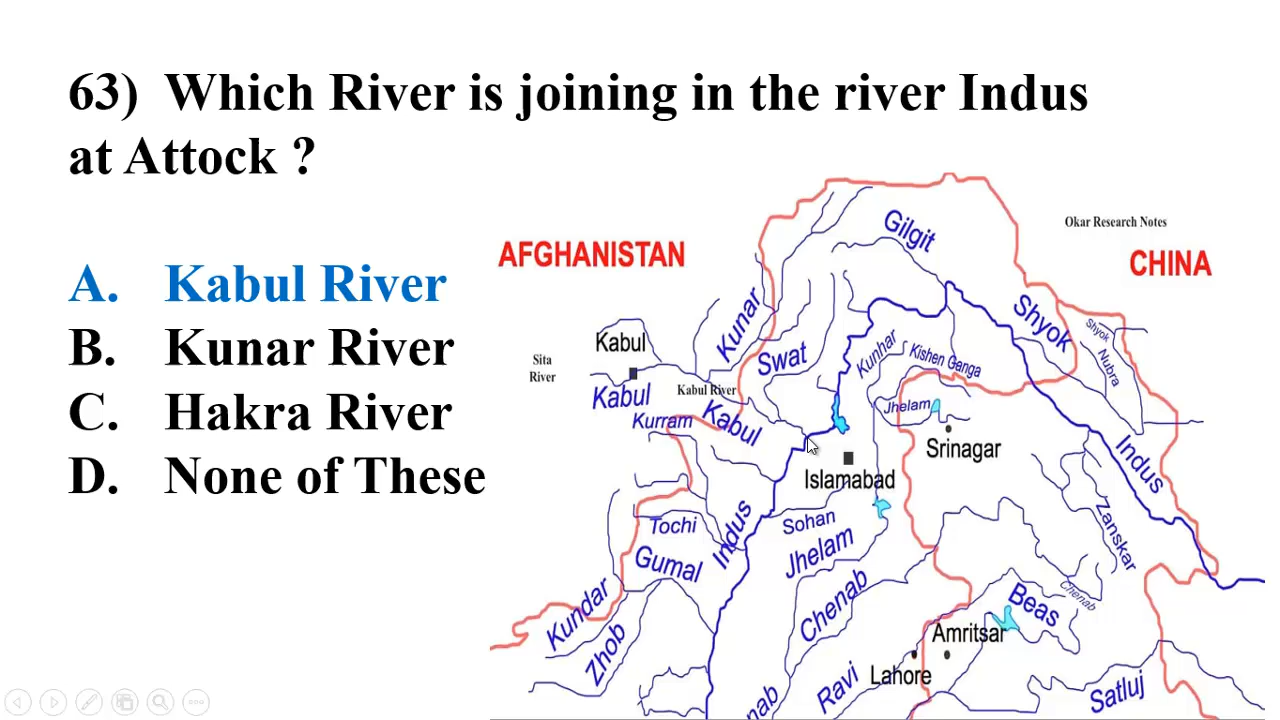 63) Which River is joining in the river Indus
at Attock ?
A. Kabul River
B. Kunar River
C. Hakra River
D. None of These
Okar Research Notes
AFGHANISTAN
CHINA
Gilgit
Shyok
Shyok
Nubra
Kunar
Swat
Kunhar
Kishen Ganga
Kabul
Sita
River
Kabul
Kabul River
Kabul
Kurram
Jhelam
Srinagar
Islamabad
Indus
Indus
Zanskar
Sohan
Tochi
Jhelam
Gumal
Chenab
Chenab
Kundar
Zhob
Beas
Amritsar
Lahore
Ravi
Satluj
nab